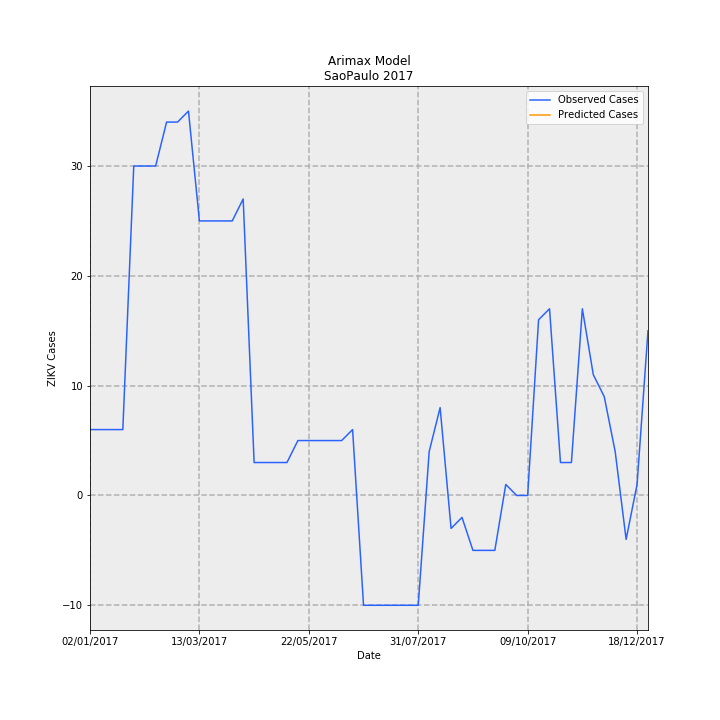 Arimax Model
SaoPaulo 2017
Observed Cases
Predicted Cases
30
20
10
0
−10
ZIKV Cases
02/01/2017 13/03/2017 22/05/2017 31/07/2017 09/10/2017 18/12/2017
Date